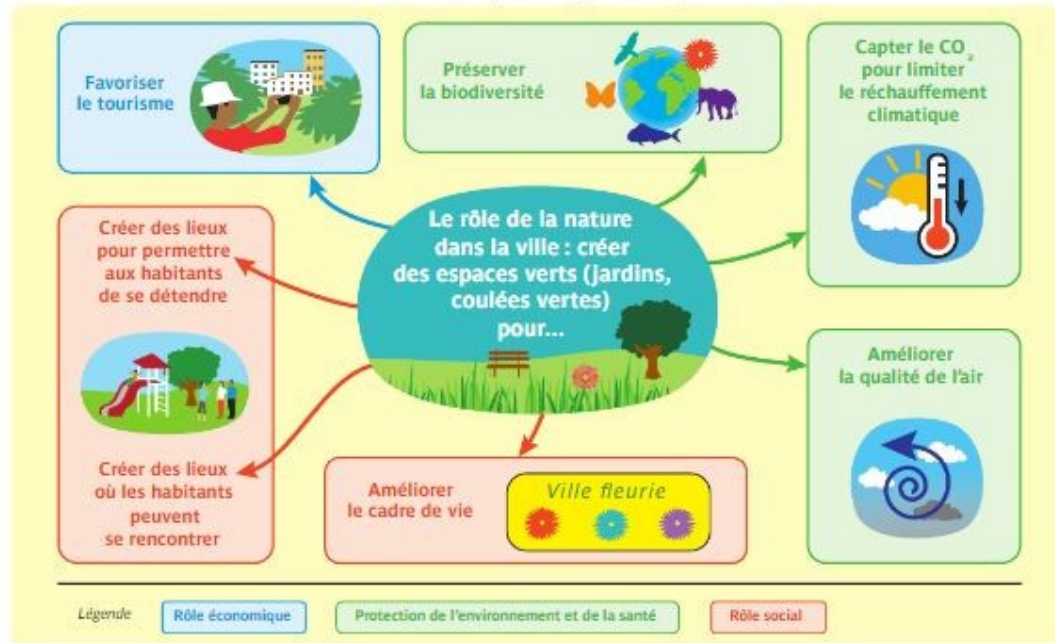 Favoriser
le tourisme
Préserver
la biodiversité
Capter le CO₂
pour limiter
le réchauffement
climatique
Le rôle de la nature
dans la ville : créer
des espaces verts (jardins,
coulées vertes)
pour...
Créer des lieux
pour permettre
aux habitants
de se détendre
Améliorer
la qualité de l'air
Créer des lieux
où les habitants
peuvent
se rencontrer
Améliorer
le cadre de vie
Ville fleurie
Légende
Rôle économique
Protection de l'environnement et de la santé
Rôle social